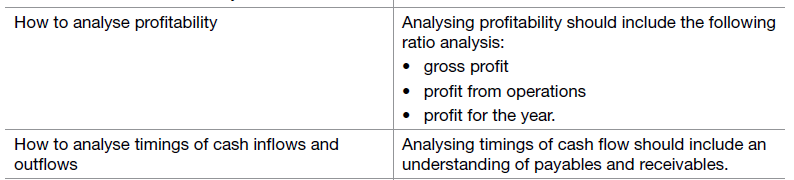 How to analyse profitability
Analysing profitability should include the following
ratio analysis:
• gross profit
• profit from operations
• profit for the year.
How to analyse timings of cash inflows and
outflows
Analysing timings of cash flow should include an
understanding of payables and receivables.